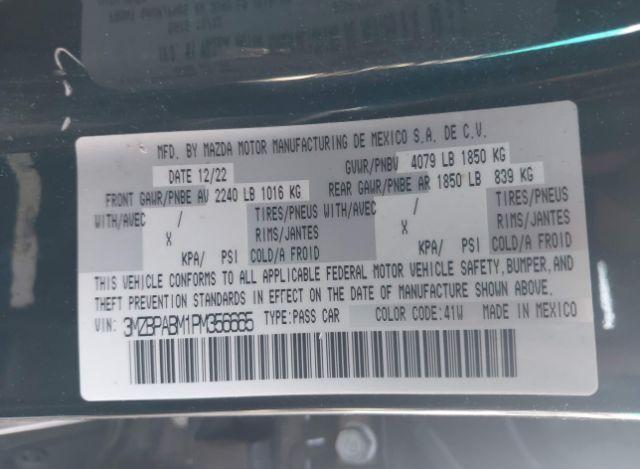 MFD. BY MAZDA MOTOR MANUFACTURING DE MEXICO S.A. DE C.V.
DATE 12/22 GVWR/PNBV 4079 LB 1850 KG
FRONT GAWR/PNBE AV 2240 LB 1016 KG REAR GAWR/PNBE AR 1850 LB 839 KG
WITH/AVEC / TIRES/PNEUS WITH/AVEC / TIRES/PNEUS
X RIMS/JANTES X RIMS/JANTES
KPA/ PSI COLD/A FROID KPA/ PSI COLD/A FROID
THIS VEHICLE CONFORMS TO ALL APPLICABLE FEDERAL MOTOR VEHICLE SAFETY, BUMPER, AND
THEFT PREVENTION STANDARDS IN EFFECT ON THE DATE OF MANUFACTURE SHOWN ABOVE.
VIN: 3MZBPABM1PM356665 TYPE:PASS CAR COLOR CODE:41W MADE IN MEXICO